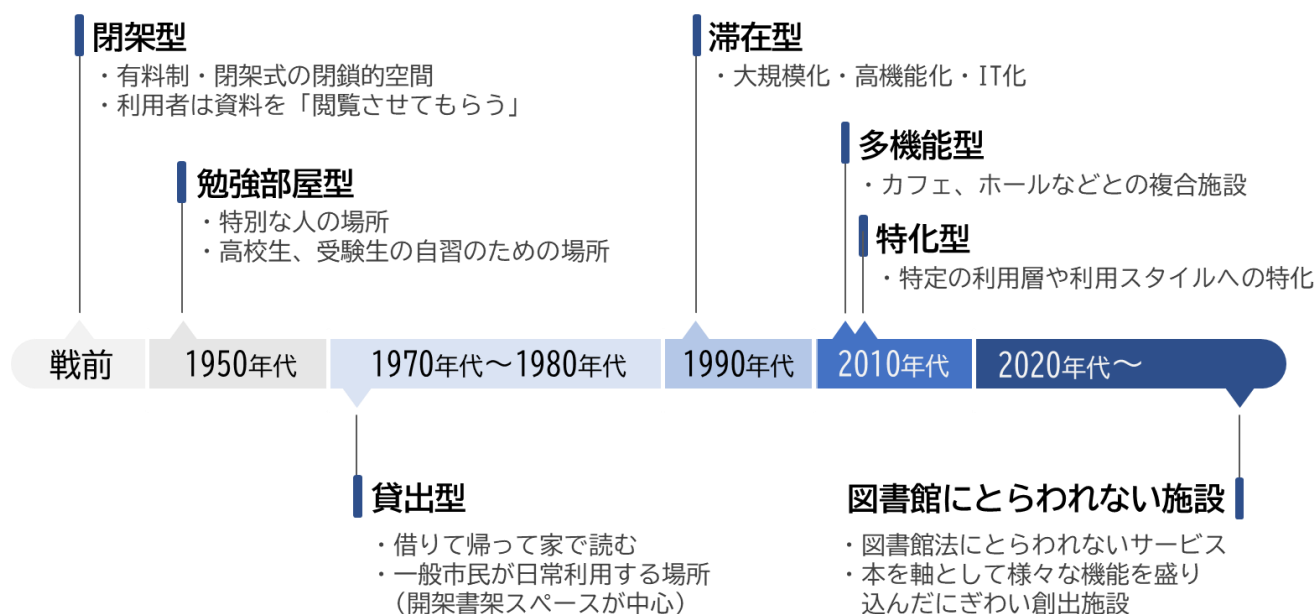 閉架型
・有料制・閉架式の閉鎖的空間
・利用者は資料を「閲覧させてもらう」
勉強部屋型
・特別な人の場所
・高校生、受験生の自習のための場所
滞在型
・大規模化・高機能化・IT化
多機能型
・カフェ、ホールなどとの複合施設
特化型
・特定の利用層や利用スタイルへの特化
戦前
1950年代
1970年代～1980年代
1990年代
2010年代
2020年代～
貸出型
・借りて帰って家で読む
・一般市民が日常利用する場所
（開架書架スペースが中心）
図書館にとらわれない施設
・図書館法にとらわれないサービス
・本を軸として様々な機能を盛り
込んだにぎわい創出施設